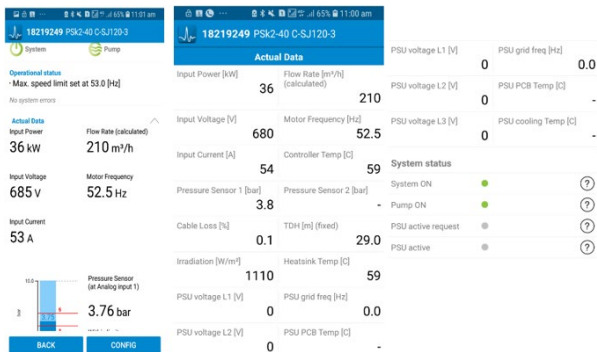 65% 11:01 am
18219249 PSk2-40 C-SJ120-3
System Pump
Operational status
· Max. speed limit set at 53.0 [Hz]
No system errors
Actual Data
Input Power Flow Rate (calculated)
36 kW 210 m³/h
Input Voltage Motor Frequency
685 V 52.5 Hz
Input Current
53 A
Pressure Sensor
(at Analog input 1)
10.0
3.75
3.76 bar
BACK CONFIG
65% 11:00 am
18219249 PSk2-40 C-SJ120-3
Actual Data
Input Power [kW] Flow Rate [m³/h]
(calculated)
36 210
Input Voltage [V] Motor Frequency [Hz]
680 52.5
Input Current [A] Controller Temp [C]
54 59
Pressure Sensor 1 [bar] Pressure Sensor 2 [bar]
3.8 -
Cable Loss [%] TDH [m] (fixed)
0.1 29.0
Irradiation [W/m²] Heatsink Temp [C]
1110 59
PSU voltage L1 [V] PSU grid freq [Hz]
0 0.0
PSU voltage L2 [V] PSU PCB Temp [C]
0 -
PSU voltage L1 [V] PSU grid freq [Hz]
0 0.0
PSU voltage L2 [V] PSU PCB Temp [C]
0 -
PSU voltage L3 [V] PSU cooling Temp [C]
0 -
System status
System ON ?
Pump ON ?
PSU active request ?
PSU active ?